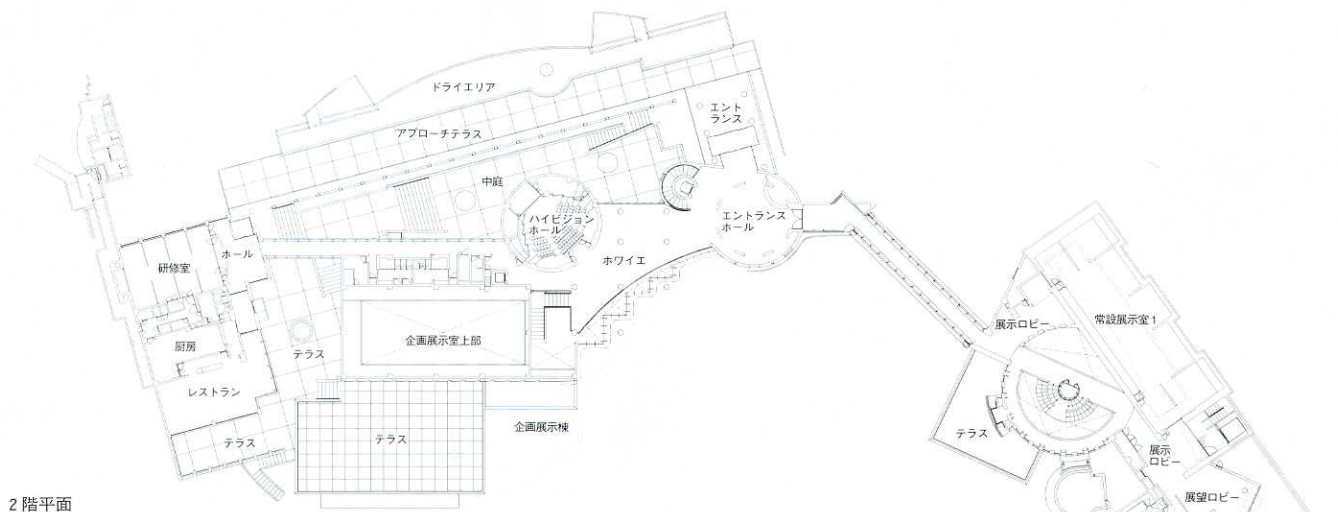 ドライエリア
アプローチテラス
エント
ランス
中庭
ハイビジョン
ホール
エントランス
ホール
ホール
研修室
ホワイエ
展示ロビー
常設展示室1
企画展示室上部
厨房
テラス
レストラン
テラス
テラス
企画展示棟
テラス
展示
ロビー
展望ロビー
2階平面